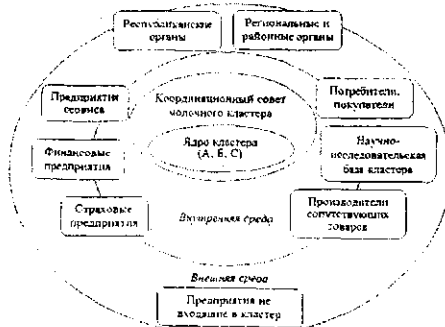 Республиканские
органы
Региональные и
районные органы
Предприятия
сервиса
Координационный совет
молочного кластера
Потребители,
покупатели
Финансовые
предприятия
Ядро кластера
(А, Б, С)
Научно-
исследовательская
база кластера
Страховые
предприятия
Внутренняя среда
Производители
сопутствующих
товаров
Внешняя среда
Предприятия не
входящие в кластер